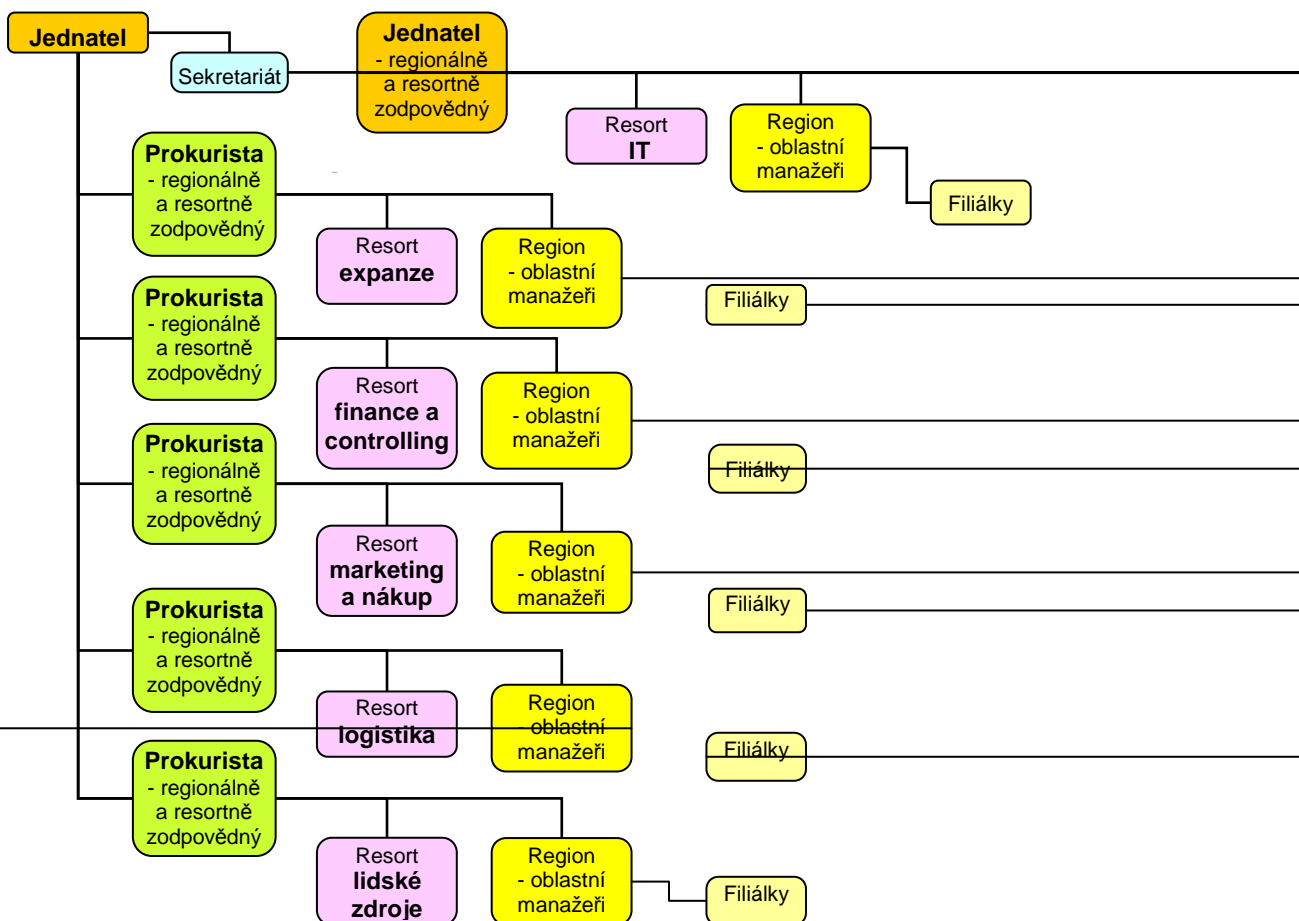 Jednatel
Sekretariát
Jednatel
- regionálně
a resortně
zodpovědný
Resort
IT
Region
- oblastní
manažeři
Filiálky
Prokurista
- regionálně
a resortně
zodpovědný
Resort
expanze
Region
- oblastní
manažeři
Filiálky
Prokurista
- regionálně
a resortně
zodpovědný
Resort
finance a
controlling
Region
- oblastní
manažeři
Filiálky
Prokurista
- regionálně
a resortně
zodpovědný
Resort
marketing
a nákup
Region
- oblastní
manažeři
Filiálky
Prokurista
- regionálně
a resortně
zodpovědný
Resort
logistika
Region
- oblastní
manažeři
Filiálky
Prokurista
- regionálně
a resortně
zodpovědný
Resort
lidské
zdroje
Region
- oblastní
manažeři
Filiálky